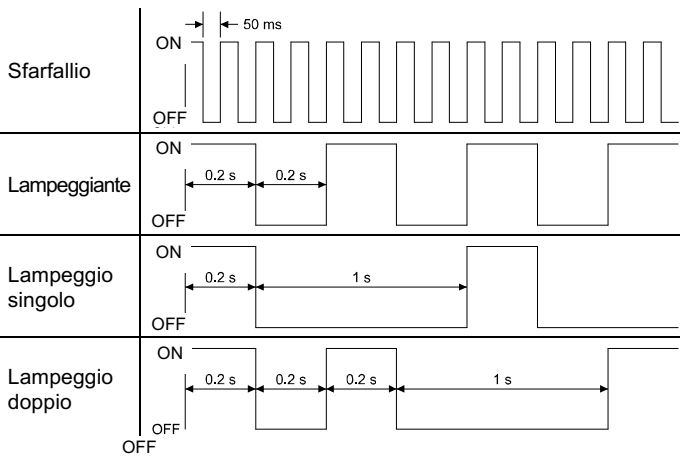 50 ms
ON
Sfarfallio
OFF
ON
0.2 s 0.2 s
Lampeggiante
OFF
ON
Lampeggio
singolo
0.2 s 1 s
OFF
ON
Lampeggio
doppio
0.2 s 0.2 s 0.2 s 1 s
OFF
OFF